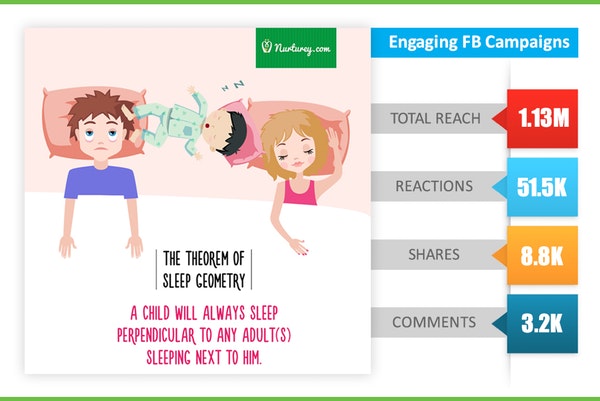 Nurturey.com
Engaging FB Campaigns
TOTAL REACH 1.13M
REACTIONS 51.5K
SHARES 8.8K
COMMENTS 3.2K
Z Z Z
THE THEOREM OF
SLEEP GEOMETRY
A CHILD WILL ALWAYS SLEEP
PERPENDICULAR TO ANY ADULT(S)
SLEEPING NEXT TO HIM.